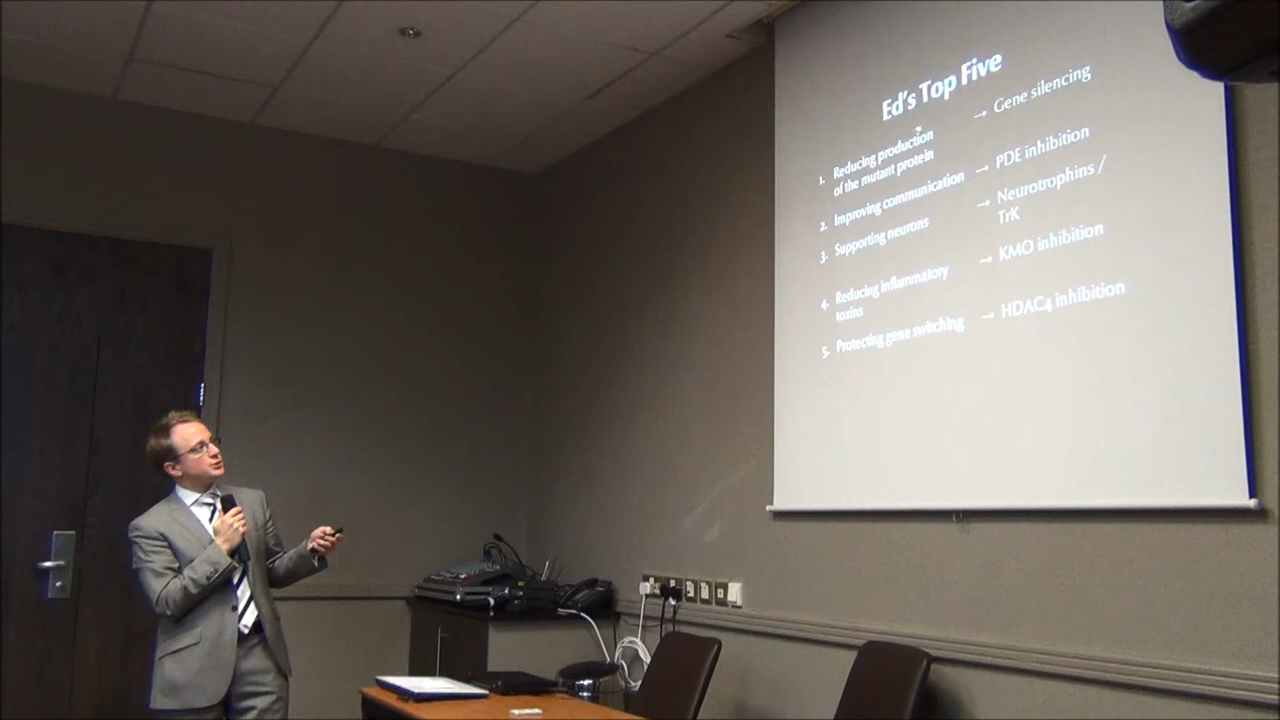 Ed's Top Five
1. Reducing production
of the mutant protein
→ Gene silencing
2. Improving communication
→ PDE inhibition
3. Supporting neurons
→ Neurotrophins /
TrK
4. Reducing inflammatory
toxins
→ KMO inhibition
5. Protecting gene switching
→ HDAC4 inhibition